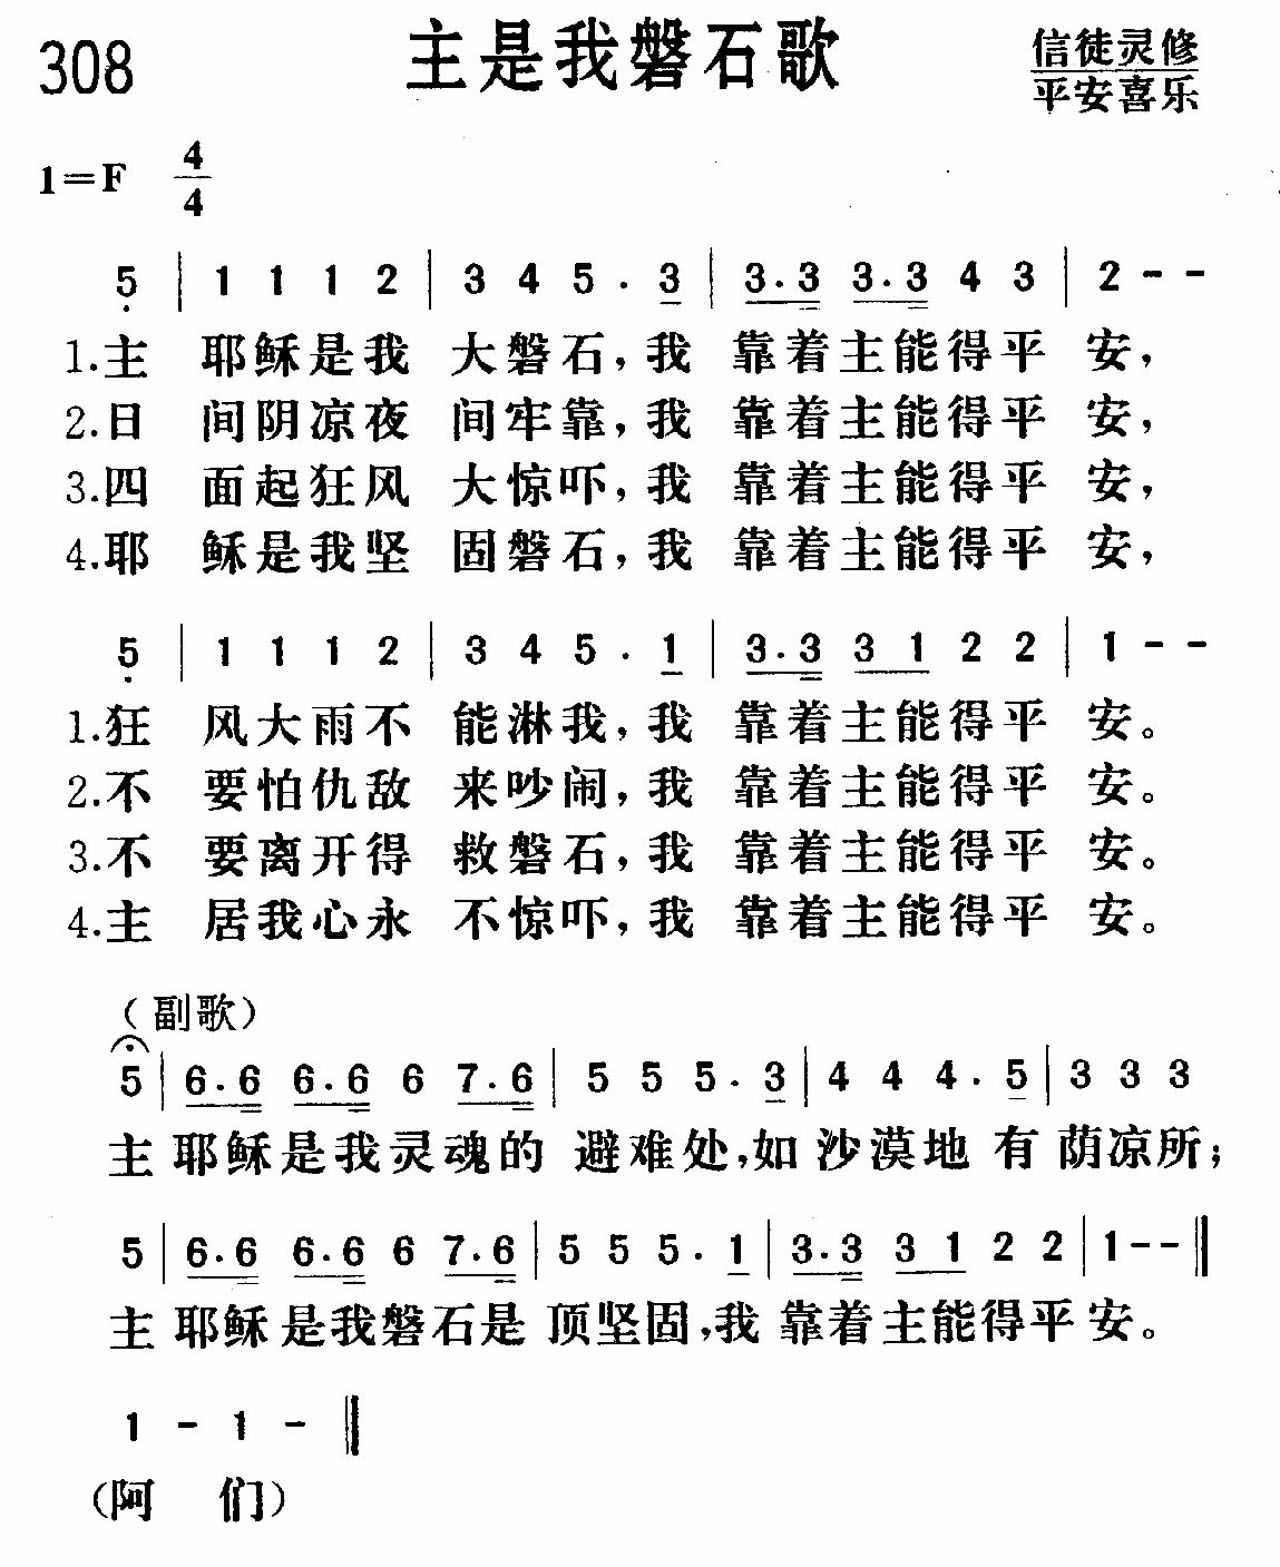 308
主是我磐石歌
信徒灵修
平安喜乐
1=F 4/4
5 | 1 1 1 2 | 3 4 5 . 3 | 3.3 3.3 4 3 | 2 - -
1.主 耶稣是我 大磐石,我 靠着主能得平 安,
2.日 间阴凉夜 间牢靠,我 靠着主能得平 安,
3.四 面起狂风 大惊吓,我 靠着主能得平 安,
4.耶 稣是我坚 固磐石,我 靠着主能得平 安,
5 | 1 1 1 2 | 3 4 5 . 1 | 3.3 3 1 2 2 | 1 - -
1.狂 风大雨不 能淋我,我 靠着主能得平 安。
2.不 要怕仇敌 来吵闹,我 靠着主能得平 安。
3.不 要离开得 救磐石,我 靠着主能得平 安。
4.主 居我心永 不惊吓,我 靠着主能得平 安。
(副歌)
5 | 6.6 6.6 6 7.6 | 5 5 5 . 3 | 4 4 4 . 5 | 3 3 3
主 耶稣是我灵魂的 避难处,如 沙漠地 有 荫凉所;
5 | 6.6 6.6 6 7.6 | 5 5 5 . 1 | 3.3 3 1 2 2 | 1 - - ‖
主 耶稣是我磐石是 顶坚固,我 靠着主能得平 安。
1 - 1 - ‖
(阿 们)